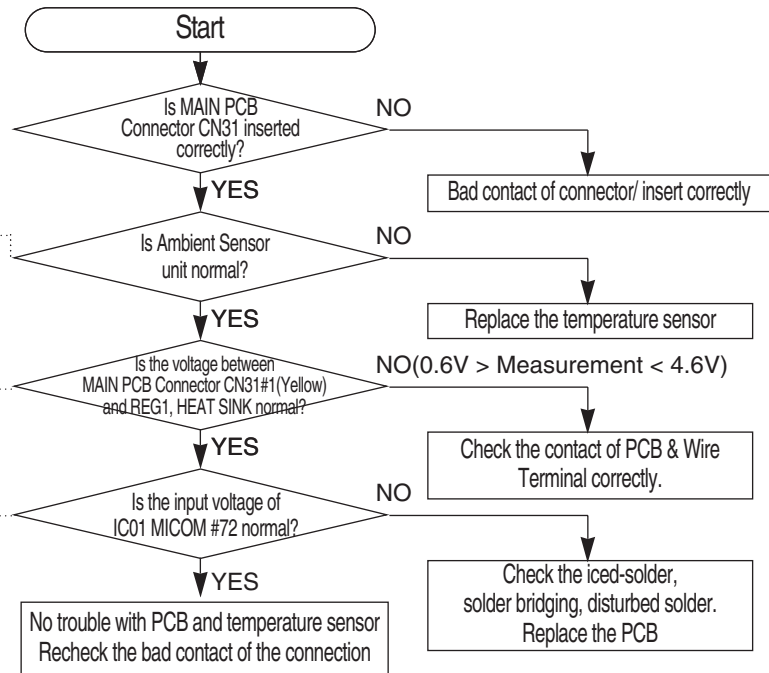 Start
Is MAIN PCB
Connector CN31 inserted
correctly?
NO
Bad contact of connector/ insert correctly
YES
Is Ambient Sensor
unit normal?
NO
Replace the temperature sensor
YES
Is the voltage between
MAIN PCB Connector CN31#1(Yellow)
and REG1, HEAT SINK normal?
NO(0.6V > Measurement < 4.6V)
Check the contact of PCB & Wire
Terminal correctly.
YES
Is the input voltage of
IC01 MICOM #72 normal?
NO
Check the iced-solder,
solder bridging, disturbed solder.
Replace the PCB
YES
No trouble with PCB and temperature sensor
Recheck the bad contact of the connection